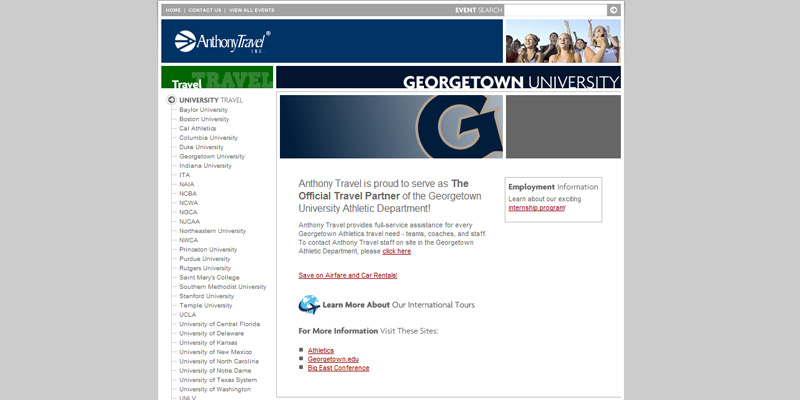 HOME | CONTACT US | VIEW ALL EVENTS
EVENT SEARCH
Anthony Travel®
INC.
TRAVEL
Travel
GEORGETOWN UNIVERSITY
UNIVERSITY TRAVEL
Baylor University
Boston University
Cal Athletics
Columbia University
Duke University
Georgetown University
Indiana University
ITA
NAIA
NCBA
NCWA
NGCA
NJCAA
Northeastern University
NWCA
Princeton University
Purdue University
Rutgers University
Saint Mary's College
Southern Methodist University
Stanford University
Temple University
UCLA
University of Central Florida
University of Delaware
University of Kansas
University of New Mexico
University of North Carolina
University of Notre Dame
University of Texas System
University of Washington
UNLV
G
Anthony Travel is proud to serve as The
Official Travel Partner of the Georgetown
University Athletic Department!
Anthony Travel provides full-service assistance for every
Georgetown Athletics travel need - teams, coaches, and staff.
To contact Anthony Travel staff on site in the Georgetown
Athletic Department, please click here.
Save on Airfare and Car Rentals!
Learn More About Our International Tours
For More Information Visit These Sites:
Athletics
Georgetown.edu
Big East Conference
Employment Information
Learn about our exciting
internship program!